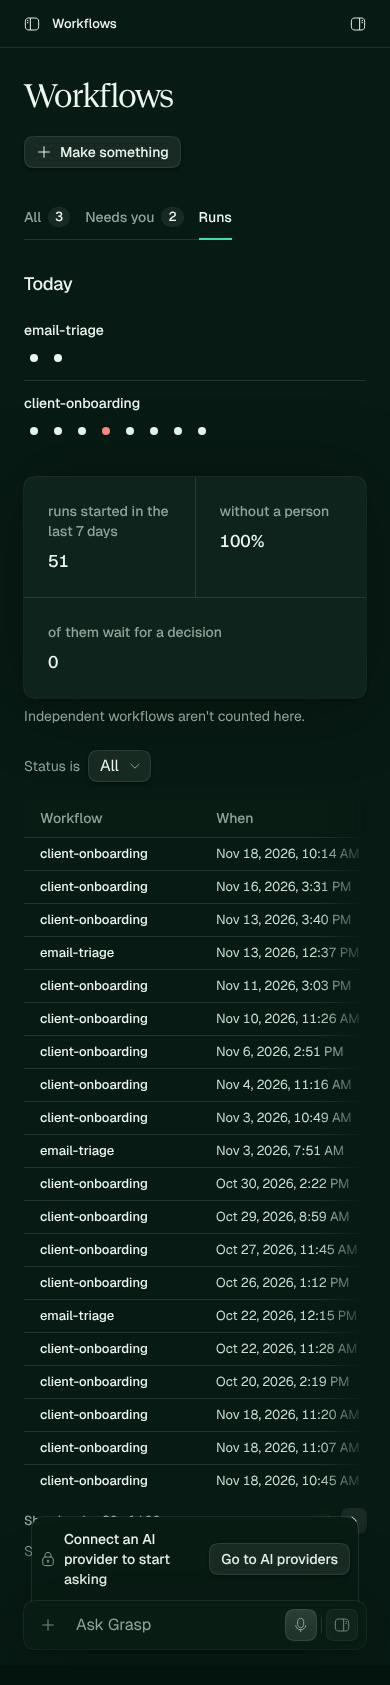 Workflows
Workflows
Make something
All 3 Needs you 2 Runs
Today
email-triage
client-onboarding
runs started in the
last 7 days
51
without a person
100%
of them wait for a decision
0
Independent workflows aren't counted here.
Status is All
Workflow When
client-onboarding Nov 18, 2026, 10:14 AM
client-onboarding Nov 16, 2026, 3:31 PM
client-onboarding Nov 13, 2026, 3:40 PM
email-triage Nov 13, 2026, 12:37 PM
client-onboarding Nov 11, 2026, 3:03 PM
client-onboarding Nov 10, 2026, 11:26 AM
client-onboarding Nov 6, 2026, 2:51 PM
client-onboarding Nov 4, 2026, 11:16 AM
client-onboarding Nov 3, 2026, 10:49 AM
email-triage Nov 3, 2026, 7:51 AM
client-onboarding Oct 30, 2026, 2:22 PM
client-onboarding Oct 29, 2026, 8:59 AM
client-onboarding Oct 27, 2026, 11:45 AM
client-onboarding Oct 26, 2026, 1:12 PM
email-triage Oct 22, 2026, 12:15 PM
client-onboarding Oct 22, 2026, 11:28 AM
client-onboarding Oct 20, 2026, 2:19 PM
client-onboarding Nov 18, 2026, 11:20 AM
client-onboarding Nov 18, 2026, 11:07 AM
client-onboarding Nov 18, 2026, 10:45 AM
Connect an AI
provider to start
asking
Go to AI providers
Ask Grasp